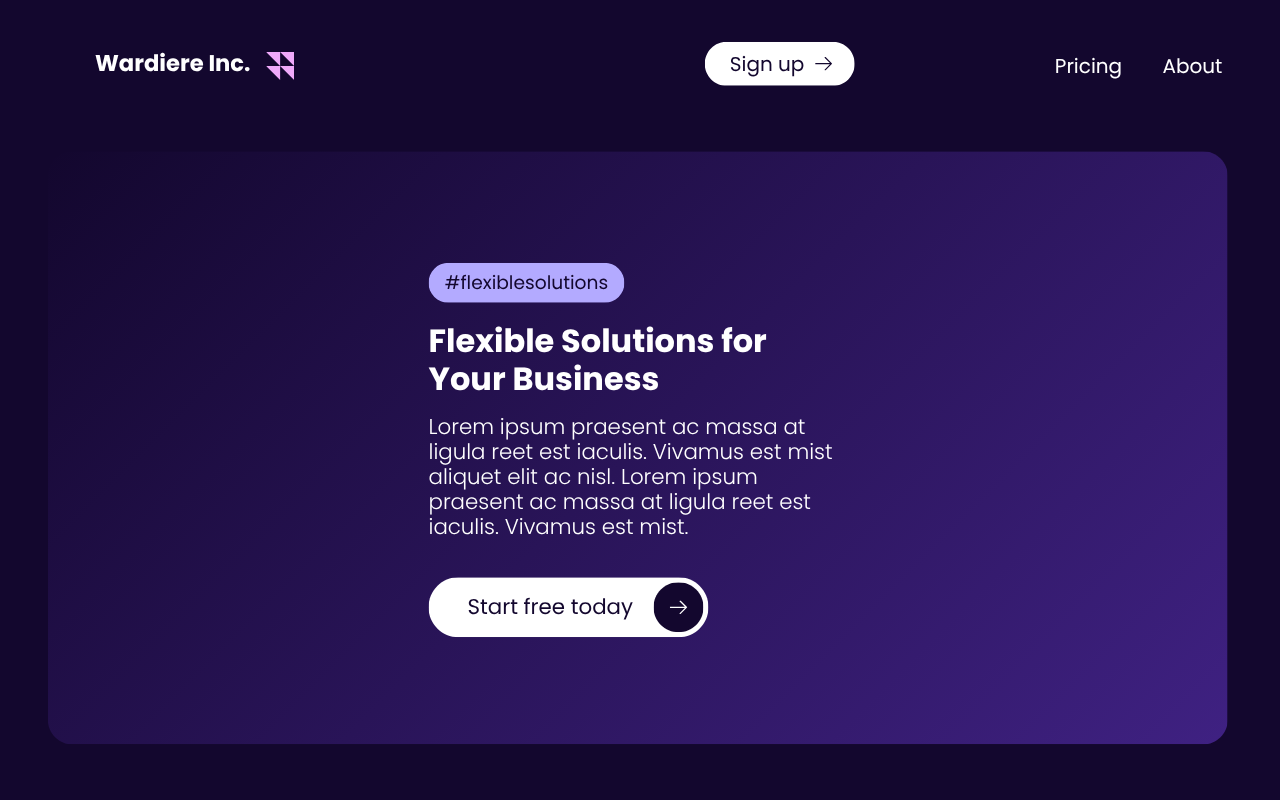 Wardiere Inc.
Sign up
Pricing
About
#flexiblesolutions
Flexible Solutions for
Your Business
Lorem ipsum praesent ac massa at
ligula reet est iaculis. Vivamus est mist
aliquet elit ac nisl. Lorem ipsum
praesent ac massa at ligula reet est
iaculis. Vivamus est mist.
Start free today